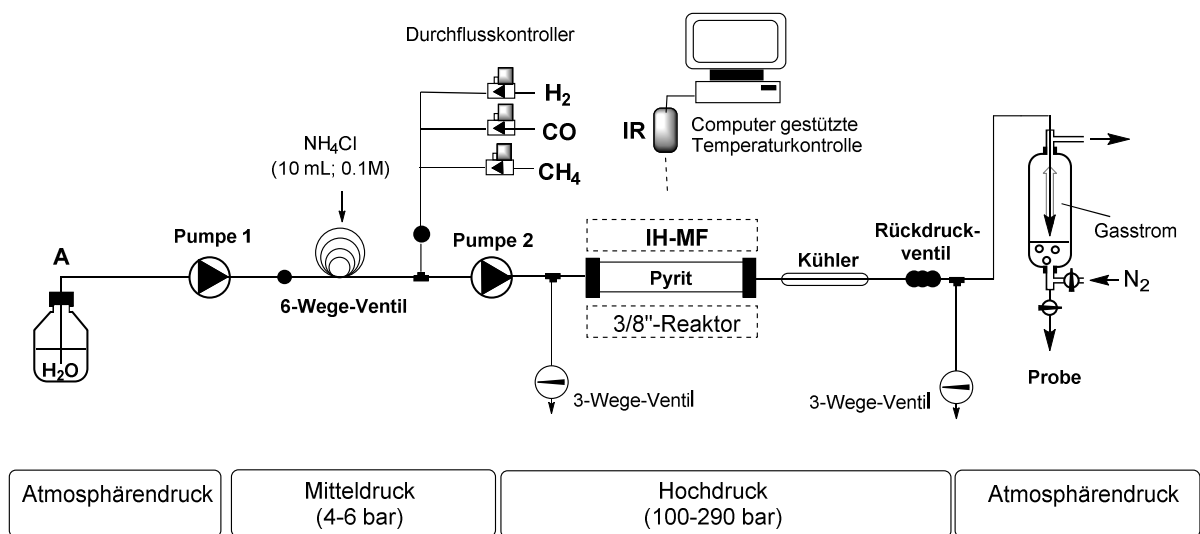 Durchflusskontroller
H2
CO
CH4
NH4Cl
(10 mL; 0.1M)
IR
Computer gestützte
Temperaturkontrolle
A
Pumpe 1
6-Wege-Ventil
Pumpe 2
IH-MF
Pyrit
3/8"-Reaktor
Kühler
Rückdruck-
ventil
Gasstrom
N2
H2O
3-Wege-Ventil
3-Wege-Ventil
Probe
Atmosphärendruck
Mitteldruck
(4-6 bar)
Hochdruck
(100-290 bar)
Atmosphärendruck